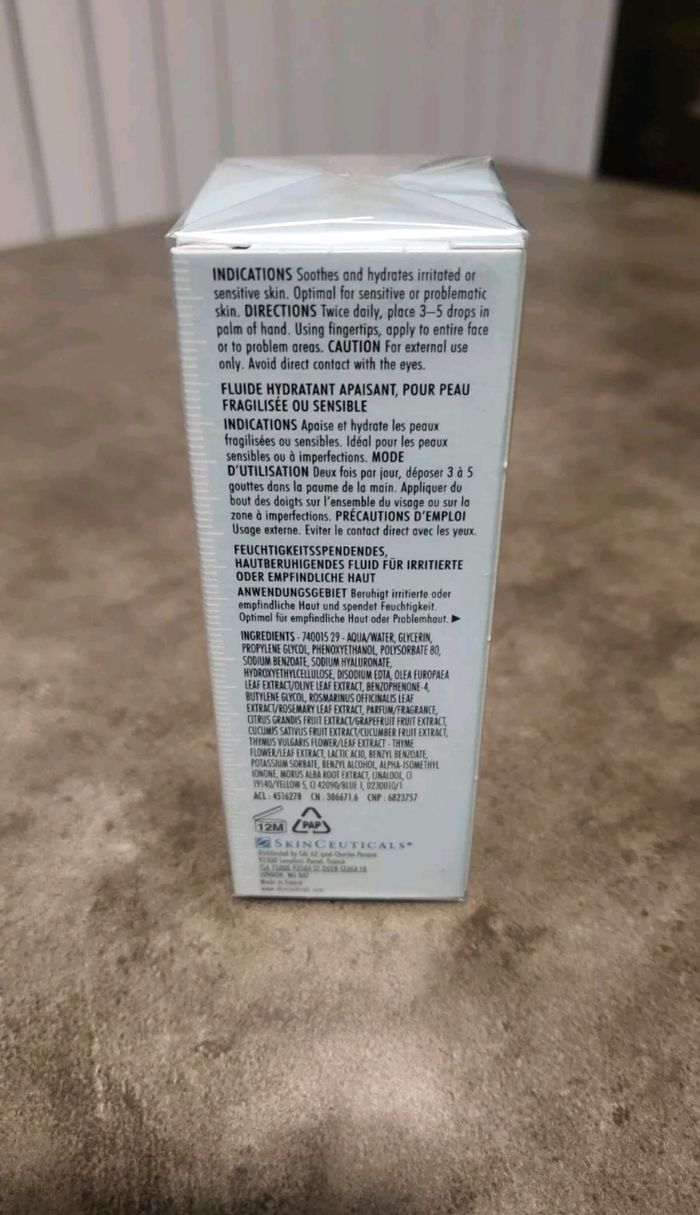 INDICATIONS Soothes and hydrates irritated or
sensitive skin. Optimal for sensitive or problematic
skin. DIRECTIONS Twice daily, place 3–5 drops in
palm of hand. Using fingertips, apply to entire face
or to problem areas. CAUTION For external use
only. Avoid direct contact with the eyes.
FLUIDE HYDRATANT APAISANT, POUR PEAU
FRAGILISÉE OU SENSIBLE
INDICATIONS Apaise et hydrate les peaux
fragilisées ou sensibles. Idéal pour les peaux
sensibles ou à imperfections. MODE
D'UTILISATION Deux fois par jour, déposer 3 à 5
gouttes dans la paume de la main. Appliquer du
bout des doigts sur l'ensemble du visage ou sur la
zone à imperfections. PRÉCAUTIONS D'EMPLOI
Usage externe. Eviter le contact direct avec les yeux.
FEUCHTIGKEITSSPENDENDES,
HAUTBERUHIGENDES FLUID FÜR IRRITIERTE
ODER EMPFINDLICHE HAUT
ANWENDUNGSGEBIET Beruhigt irritierte oder
empfindliche Haut und spendet Feuchtigkeit.
Optimal für empfindliche Haut oder Problemhaut. ►
INGREDIENTS - 740015 29 - AQUA/WATER, GLYCERIN,
PROPYLENE GLYCOL, PHENOXYETHANOL, POLYSORBATE 80,
SODIUM BENZOATE, SODIUM HYALURONATE,
HYDROXYETHYLCELLULOSE, DISODIUM EDTA, OLEA EUROPAEA
LEAF EXTRACT/OLIVE LEAF EXTRACT, BENZOPHENONE-4,
BUTYLENE GLYCOL, ROSMARINUS OFFICINALIS LEAF
EXTRACT/ROSEMARY LEAF EXTRACT, PARFUM/FRAGRANCE,
CITRUS GRANDIS FRUIT EXTRACT/GRAPEFRUIT FRUIT EXTRACT,
CUCUMIS SATIVUS FRUIT EXTRACT/CUCUMBER FRUIT EXTRACT,
THYMUS VULGARIS FLOWER/LEAF EXTRACT - THYME
FLOWER/LEAF EXTRACT, LACTIC ACID, BENZYL BENZOATE,
POTASSIUM SORBATE, BENZYL ALCOHOL, ALPHA-ISOMETHYL
IONONE, MORUS ALBA ROOT EXTRACT, LINALOOL, CI
19140/YELLOW 5, CI 42090/BLUE 1, D230010/1
ACL : 4516278 CN : 386671.6 CNP : 6823757
12M PAP
SKINCEUTICALS®
Distributed by
France
LONDON
Made in France